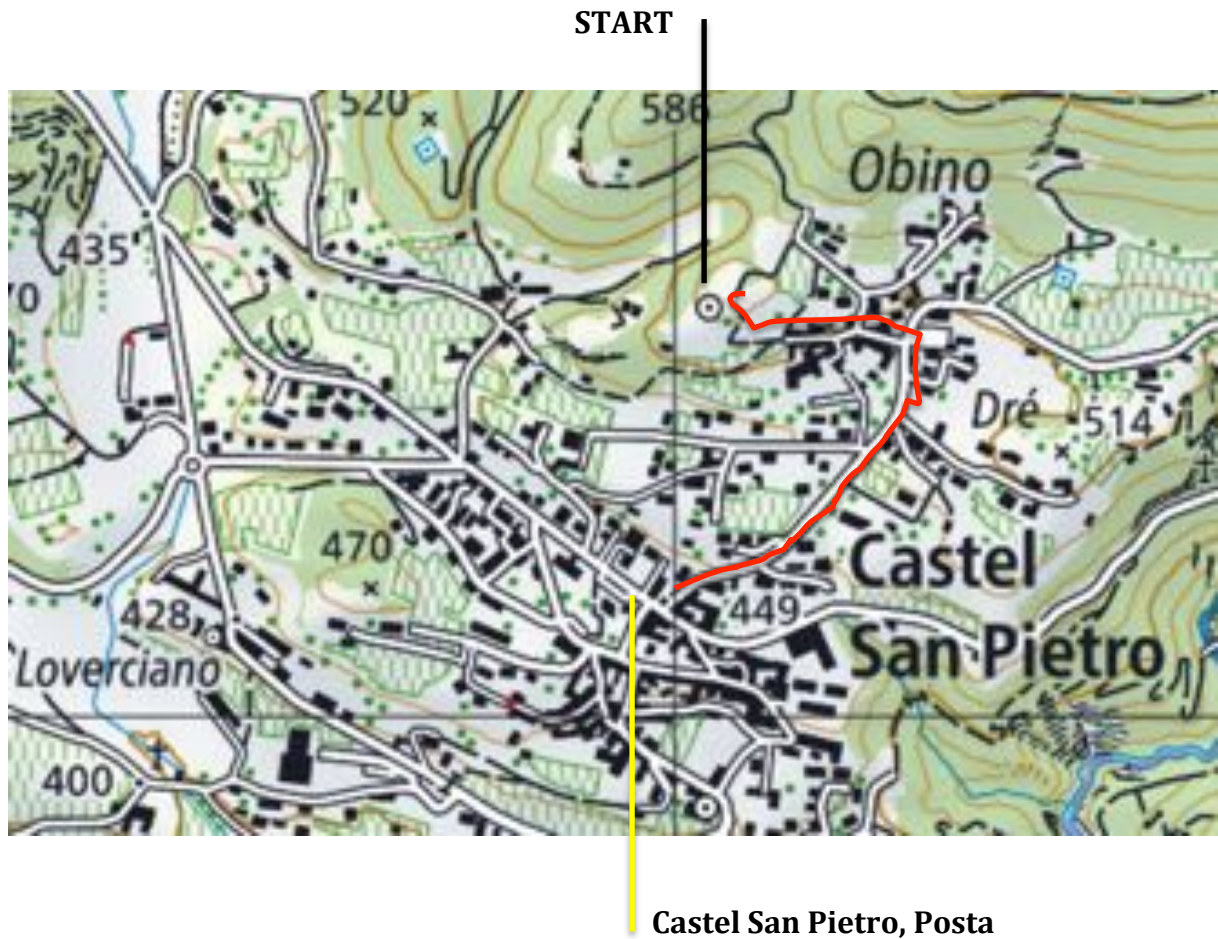 START
520
586
Obino
435
70
Dré
514
470
Castel
449
428
San Pietro
Loverciano
400
Castel San Pietro, Posta